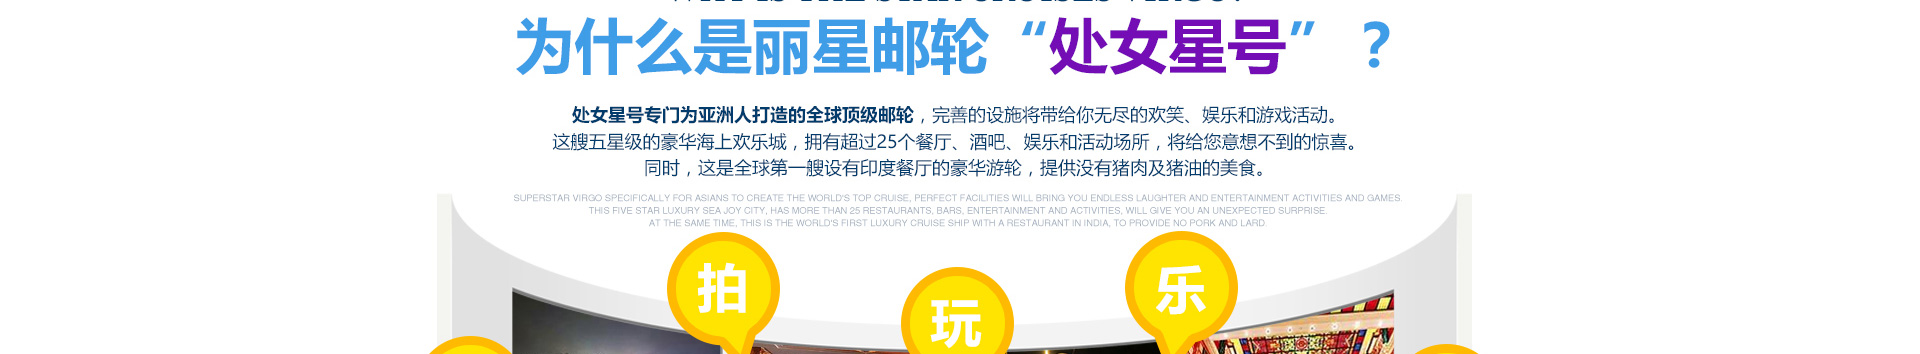 为什么是丽星邮轮“处女星号”？
处女星号专门为亚洲人打造的全球顶级邮轮，完善的设施将带给你无尽的欢笑、娱乐和游戏活动。
这艘五星级的豪华海上欢乐城，拥有超过25个餐厅、酒吧、娱乐和活动场所，将给您意想不到的惊喜。
同时，这是全球第一艘设有印度餐厅的豪华游轮，提供没有猪肉及猪油的美食。
SUPERSTAR VIRGO SPECIFICALLY FOR ASIANS TO CREATE THE WORLD'S TOP CRUISE, PERFECT FACILITIES WILL BRING YOU ENDLESS LAUGHTER AND ENTERTAINMENT ACTIVITIES AND GAMES.
THIS FIVE STAR LUXURY SEA JOY CITY, HAS MORE THAN 25 RESTAURANTS, BARS, ENTERTAINMENT AND ACTIVITIES, WILL GIVE YOU AN UNEXPECTED SURPRISE.
AT THE SAME TIME, THIS IS THE WORLD'S FIRST LUXURY CRUISE SHIP WITH A RESTAURANT IN INDIA, TO PROVIDE NO PORK AND LARD
拍
玩
乐